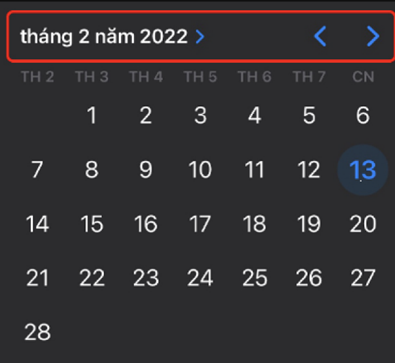 tháng 2 năm 2022 >
TH 2 TH 3 TH 4 TH 5 TH 6 TH 7 CN
1 2 3 4 5 6
7 8 9 10 11 12 13
14 15 16 17 18 19 20
21 22 23 24 25 26 27
28